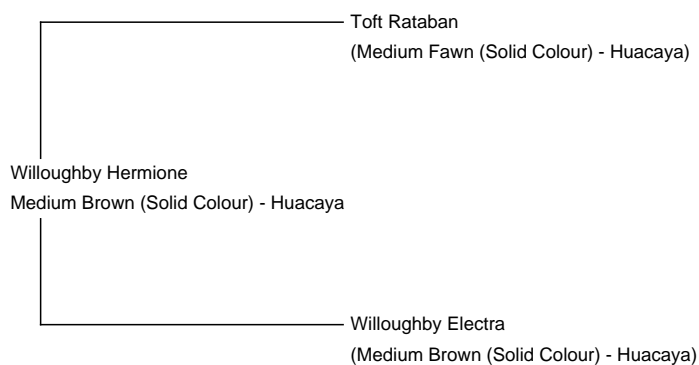 Toft Rataban
(Medium Fawn (Solid Colour) - Huacaya)
Willoughby Hermione
Medium Brown (Solid Colour) - Huacaya
Willoughby Electra
(Medium Brown (Solid Colour) - Huacaya)